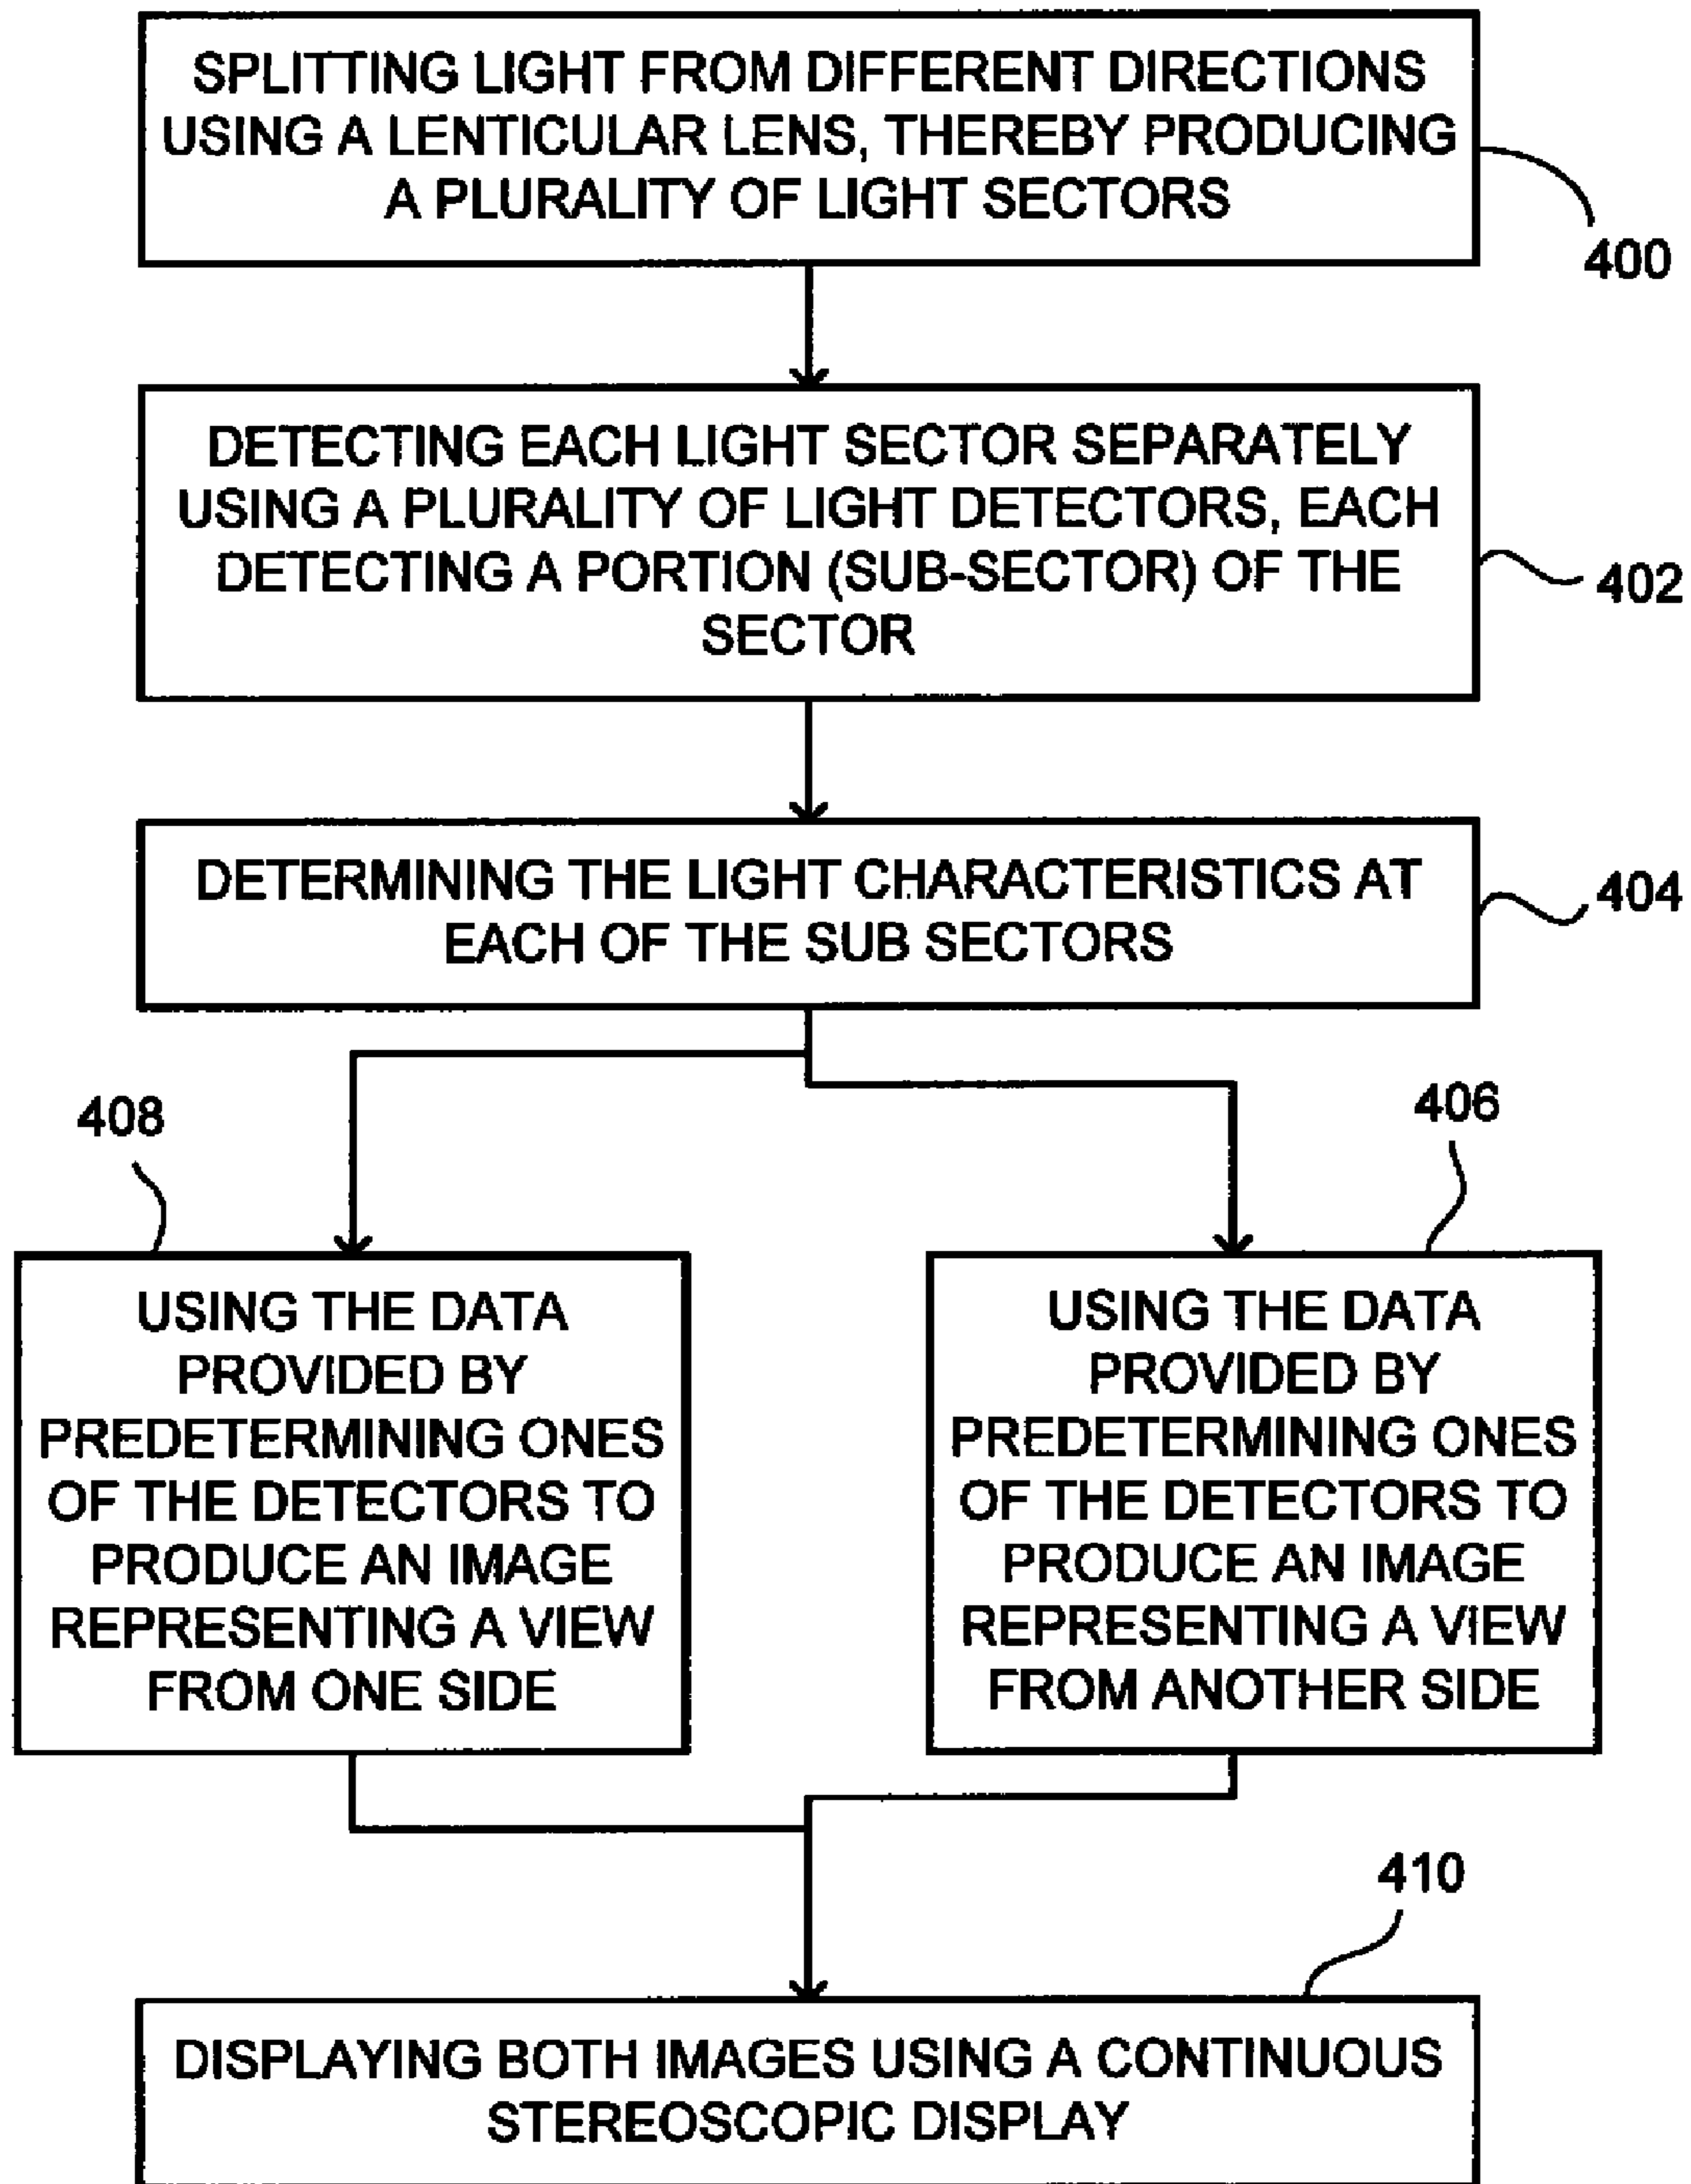 SPLITTING LIGHT FROM DIFFERENT DIRECTIONS
USING A LENTICULAR LENS, THEREBY PRODUCING
A PLURALITY OF LIGHT SECTORS
400
DETECTING EACH LIGHT SECTOR SEPARATELY
USING A PLURALITY OF LIGHT DETECTORS, EACH
DETECTING A PORTION (SUB-SECTOR) OF THE
SECTOR
402
DETERMINING THE LIGHT CHARACTERISTICS AT
EACH OF THE SUB SECTORS
404
408
USING THE DATA
PROVIDED BY
PREDETERMINING ONES
OF THE DETECTORS TO
PRODUCE AN IMAGE
REPRESENTING A VIEW
FROM ONE SIDE
406
USING THE DATA
PROVIDED BY
PREDETERMINING ONES
OF THE DETECTORS TO
PRODUCE AN IMAGE
REPRESENTING A VIEW
FROM ANOTHER SIDE
410
DISPLAYING BOTH IMAGES USING A CONTINUOUS
STEREOSCOPIC DISPLAY